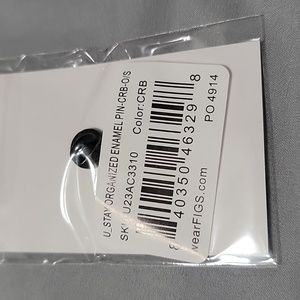 U. STAY ORGANIZED ENAMEL PIN-CRB-O/S
SKU: U23AC3310 Color:CRB
8 40350 46329 8
wearFIGS.com PO 4914